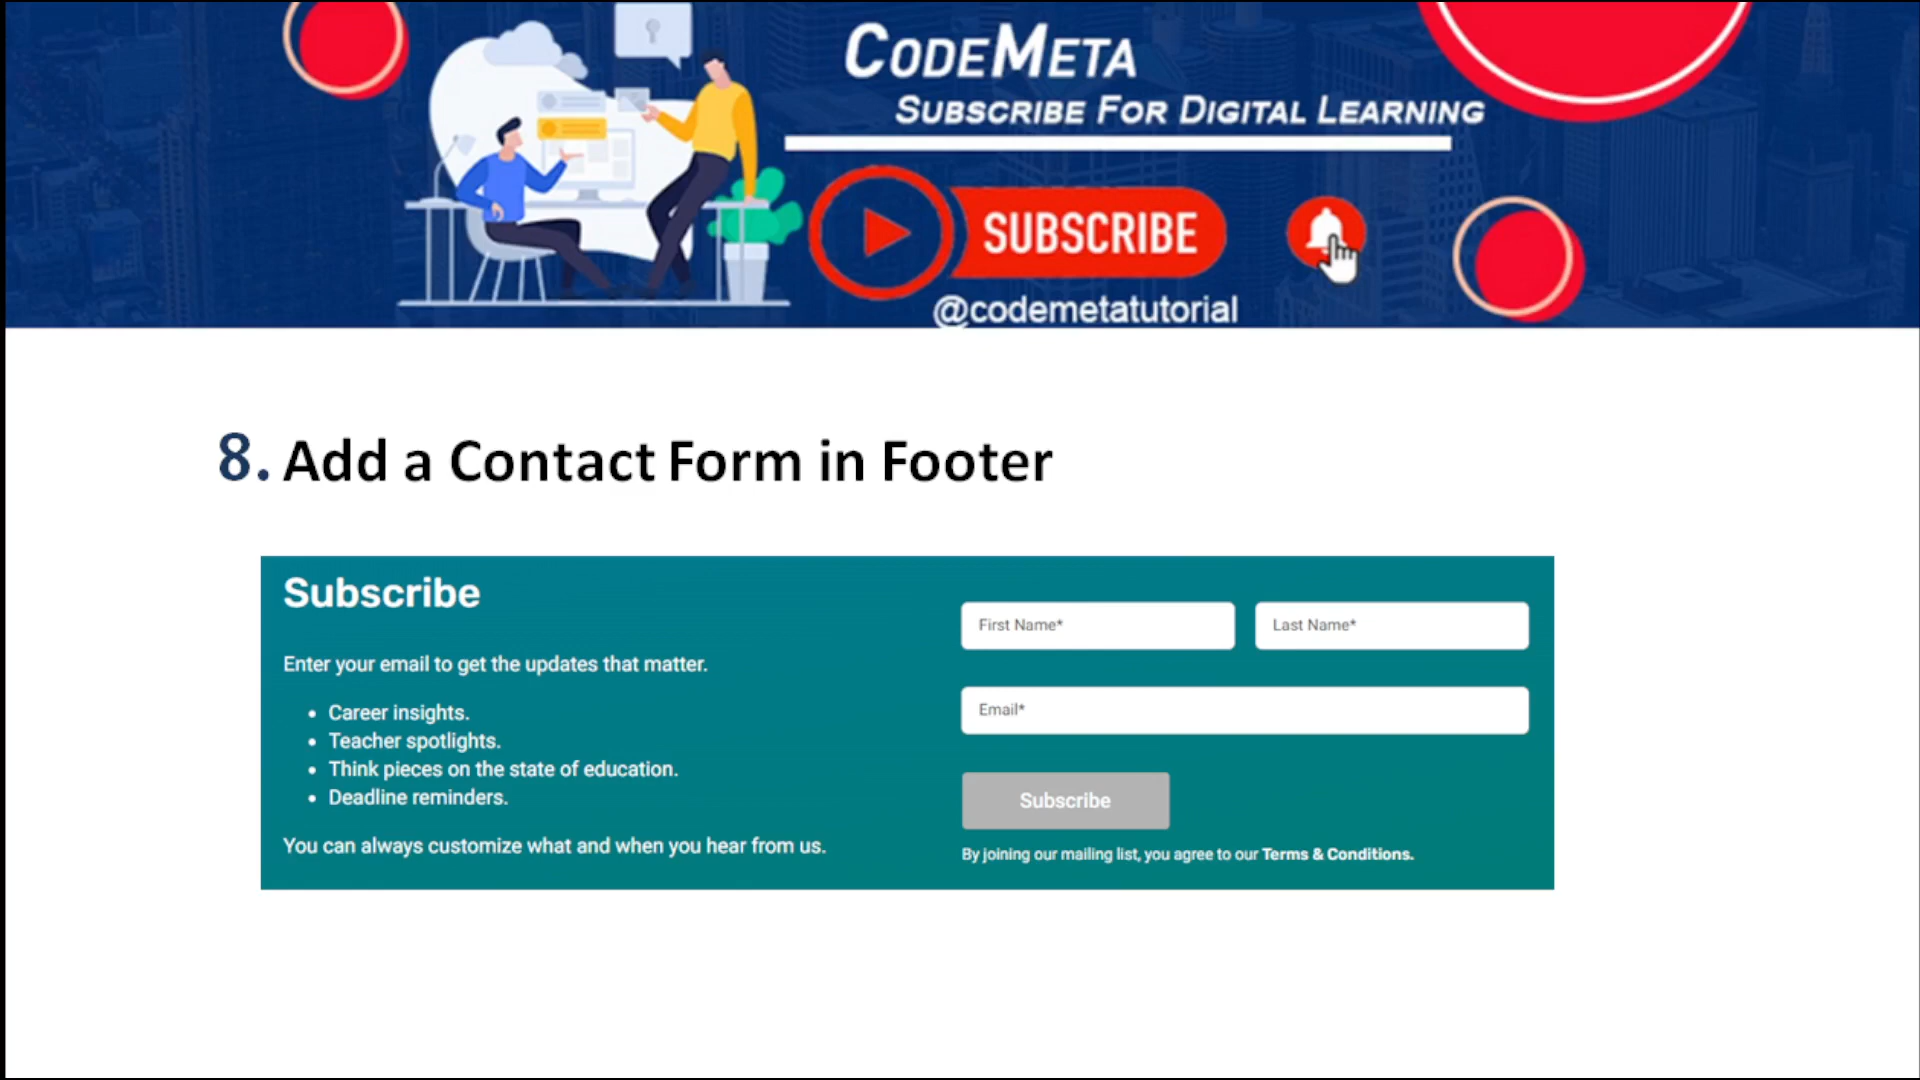 CODEMETA
SUBSCRIBE FOR DIGITAL LEARNING
SUBSCRIBE
@codemetatutorial
8. Add a Contact Form in Footer
Subscribe
Enter your email to get the updates that matter.
• Career insights.
• Teacher spotlights.
• Think pieces on the state of education.
• Deadline reminders.
You can always customize what and when you hear from us.
First Name*
Last Name*
Email*
Subscribe
By joining our mailing list, you agree to our Terms & Conditions.